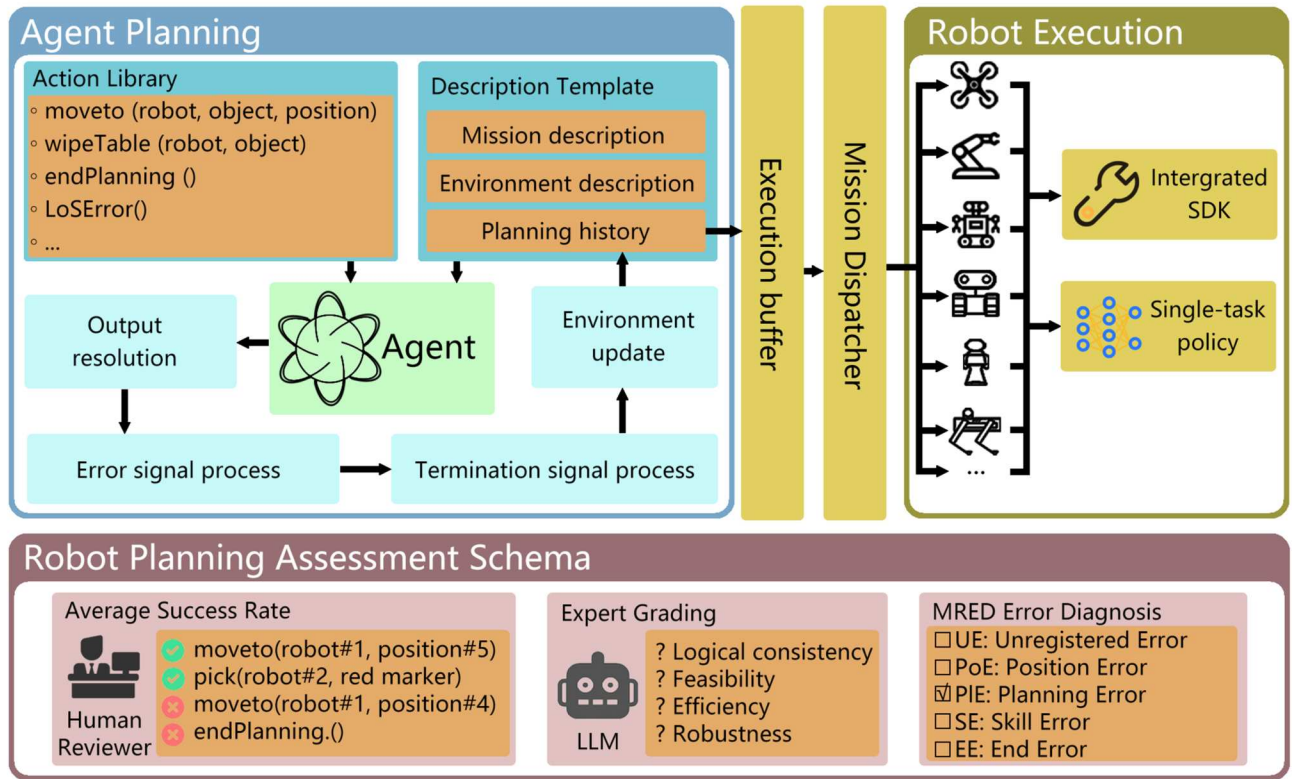 Agent Planning
Action Library
◦ moveto (robot, object, position)
◦ wipeTable (robot, object)
◦ endPlanning ()
◦ LoSError()
◦ ...
Description Template
Mission description
Environment description
Planning history
Output
resolution
Agent
Environment
update
Error signal process
Termination signal process
Execution buffer
Mission Dispatcher
Robot Execution
...
Intergrated
SDK
Single-task
policy
Robot Planning Assessment Schema
Average Success Rate
Human
Reviewer
moveto(robot#1, position#5)
pick(robot#2, red marker)
moveto(robot#1, position#4)
endPlanning.()
Expert Grading
LLM
? Logical consistency
? Feasibility
? Efficiency
? Robustness
MRED Error Diagnosis
☐ UE: Unregistered Error
☐ PoE: Position Error
☑ PlE: Planning Error
☐ SE: Skill Error
☐ EE: End Error